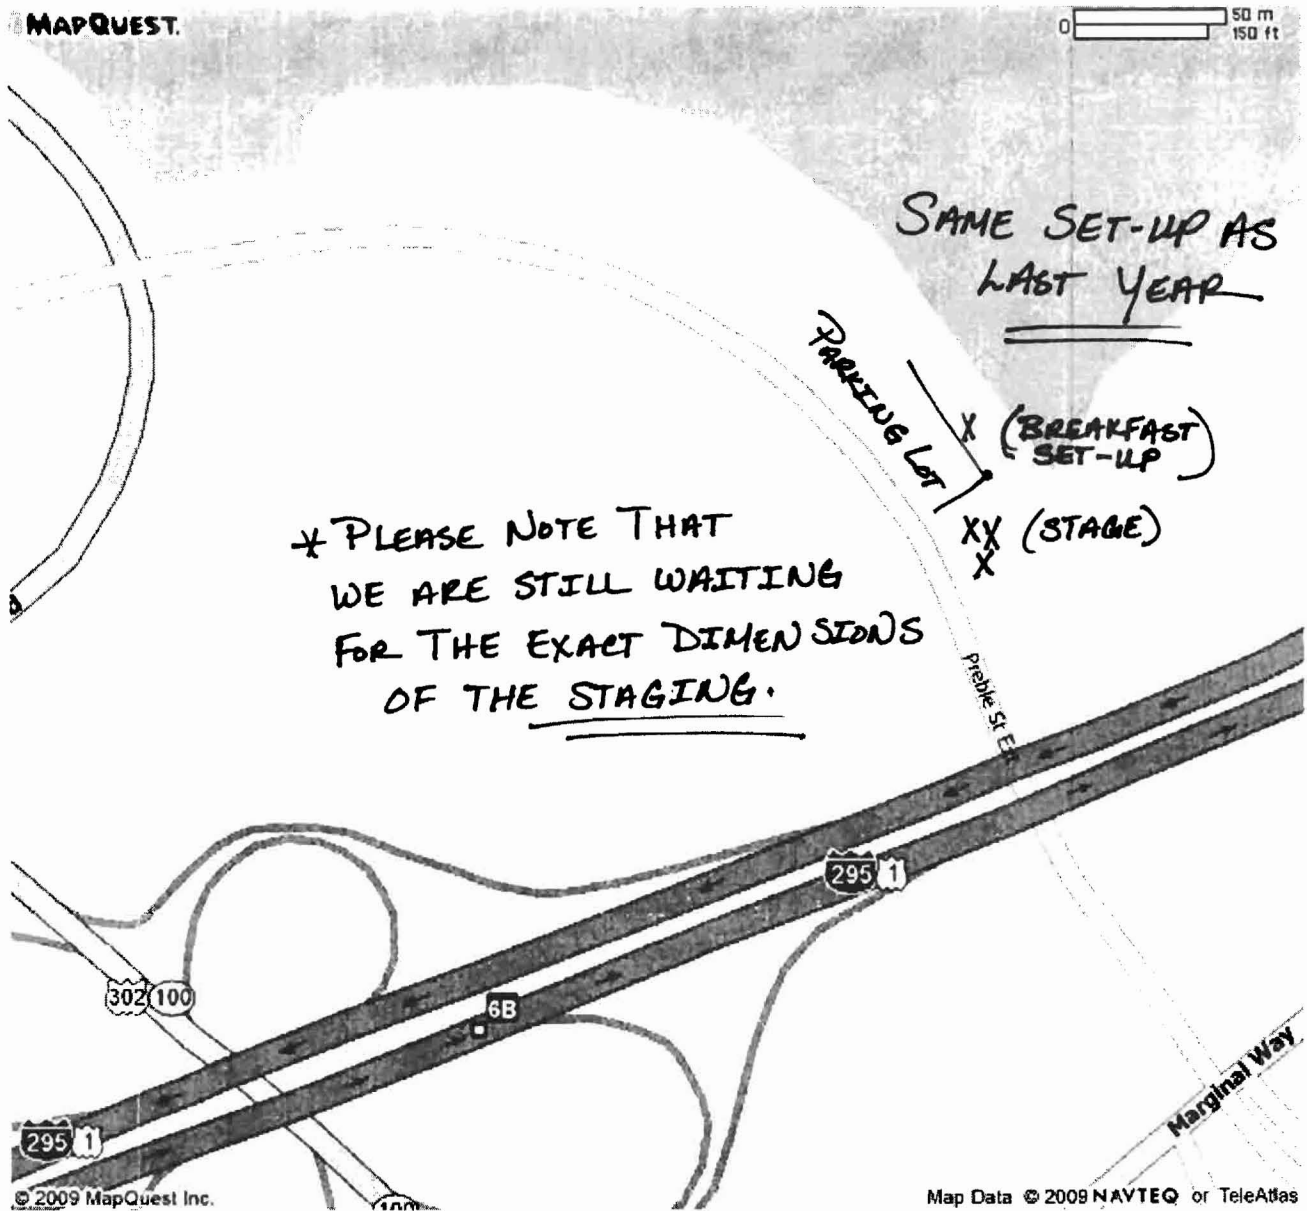 MAPQUEST.
0
50 m
150 ft
SAME SET-UP AS
LAST YEAR
PARKING LOT
X (BREAKFAST
SET-UP)
XX (STAGE)
X
* PLEASE NOTE THAT
WE ARE STILL WAITING
FOR THE EXACT DIMENSIONS
OF THE STAGING.
Preble St Ext
295 1
302 100
6B
Marginal Way
295 1
100
© 2009 MapQuest Inc.
Map Data © 2009 NAVTEQ or TeleAtlas